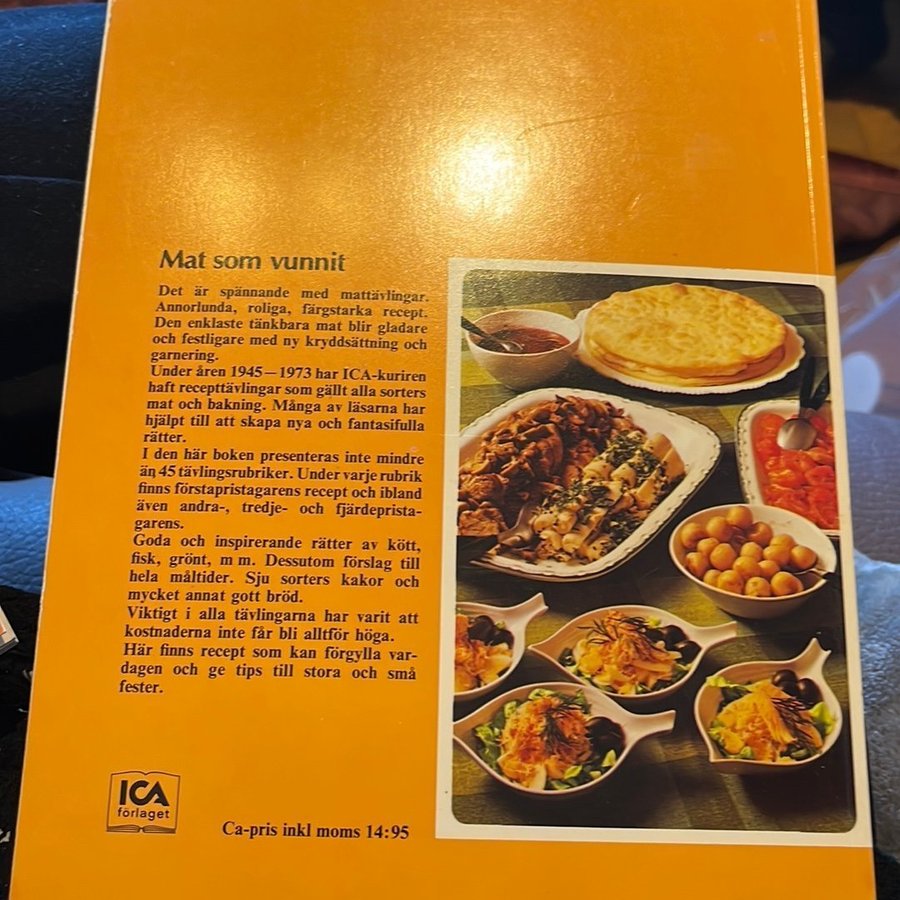 Mat som vunnit
Det är spännande med mattävlingar.
Annorlunda, roliga, färgstarka recept.
Den enklaste tänkbara mat blir gladare
och festligare med ny kryddsättning och
garnering.
Under åren 1945—1973 har ICA-kuriren
haft recepttävlingar som gällt alla sorters
mat och bakning. Många av läsarna har
hjälpt till att skapa nya och fantasifulla
rätter.
I den här boken presenteras inte mindre
än 45 tävlingsrubriker. Under varje rubrik
finns förstapristagarens recept och ibland
även andra-, tredje- och fjärdeprista-
garens.
Goda och inspirerande rätter av kött,
fisk, grönt, m m. Dessutom förslag till
hela måltider. Sju sorters kakor och
mycket annat gott bröd.
Viktigt i alla tävlingarna har varit att
kostnaderna inte får bli alltför höga.
Här finns recept som kan förgylla var-
dagen och ge tips till stora och små
fester.
ICA
förlaget
Ca-pris inkl moms 14:95